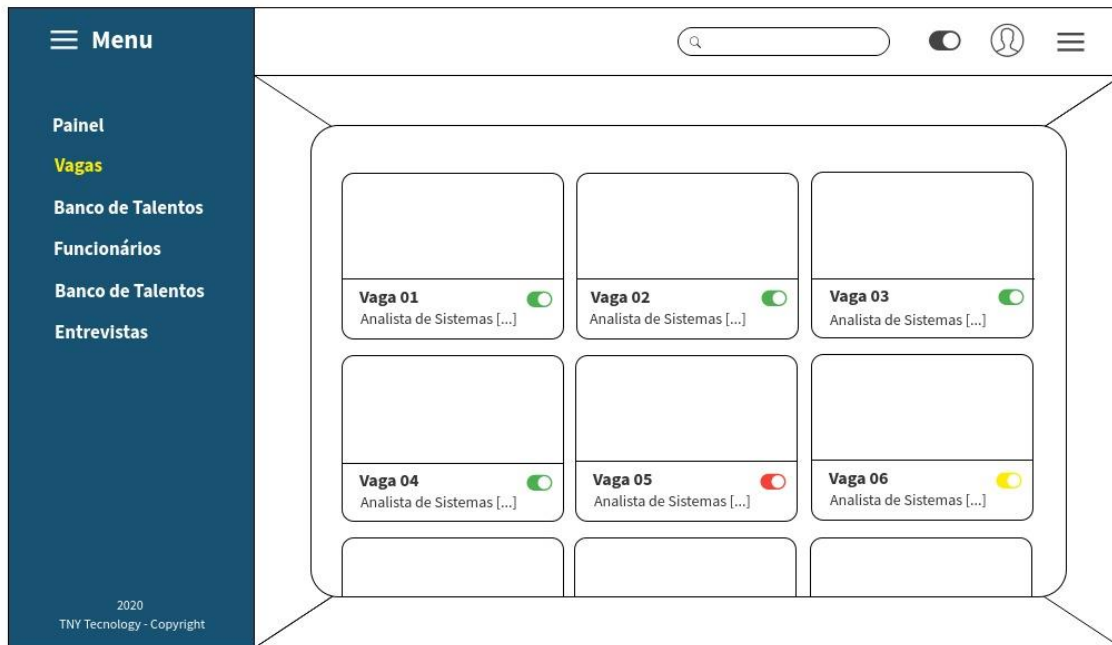 Menu
Painel
Vagas
Banco de Talentos
Funcionários
Banco de Talentos
Entrevistas
2020
TNY Tecnology - Copyright
Vaga 01
Analista de Sistemas [...]
Vaga 02
Analista de Sistemas [...]
Vaga 03
Analista de Sistemas [...]
Vaga 04
Analista de Sistemas [...]
Vaga 05
Analista de Sistemas [...]
Vaga 06
Analista de Sistemas [...]